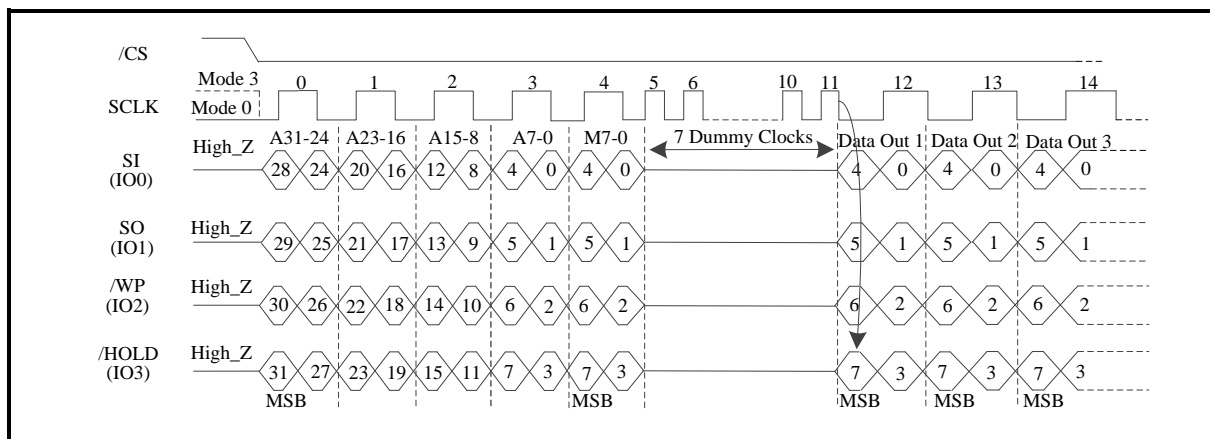 /CS
Mode 3 0 1 2 3 4 5 6 10 11 12 13 14
SCLK Mode 0
A31-24 A23-16 A15-8 A7-0 M7-0 7 Dummy Clocks Data Out 1 Data Out 2 Data Out 3
SI High_Z 28 24 20 16 12 8 4 0 4 0 4 0 4 0 4 0
(IO0)
SO High_Z 29 25 21 17 13 9 5 1 5 1 5 1 5 1 5 1
(IO1)
/WP High_Z 30 26 22 18 14 10 6 2 6 2 6 2 6 2 6 2
(IO2)
/HOLD High_Z 31 27 23 19 15 11 7 3 7 3 7 3 7 3 7 3
(IO3)
MSB MSB MSB MSB MSB